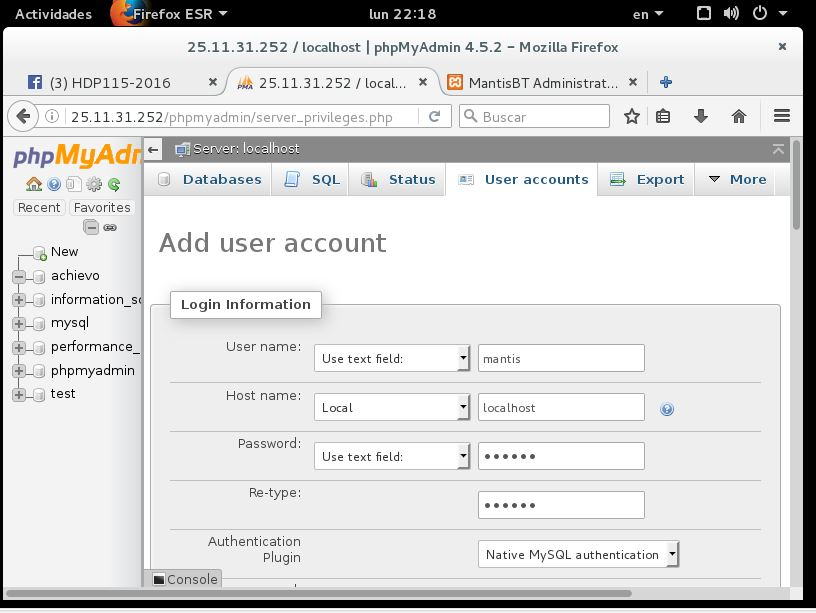 Actividades Firefox ESR lun 22:18 en
25.11.31.252 / localhost | phpMyAdmin 4.5.2 – Mozilla Firefox ×
(3) HDP115-2016 × PMA 25.11.31.252 / local... × MantisBT Administrat... ×
25.11.31.252/phpmyadmin/server_privileges.php Buscar
phpMyAdm
Server: localhost
Databases SQL Status User accounts Export More
Recent Favorites
New
achievo
information_sc
mysql
performance_
phpmyadmin
test
Add user account
Login Information
User name: Use text field: mantis
Host name: Local localhost
Password: Use text field: ••••••
Re-type: ••••••
Authentication
Plugin Native MySQL authentication
Console